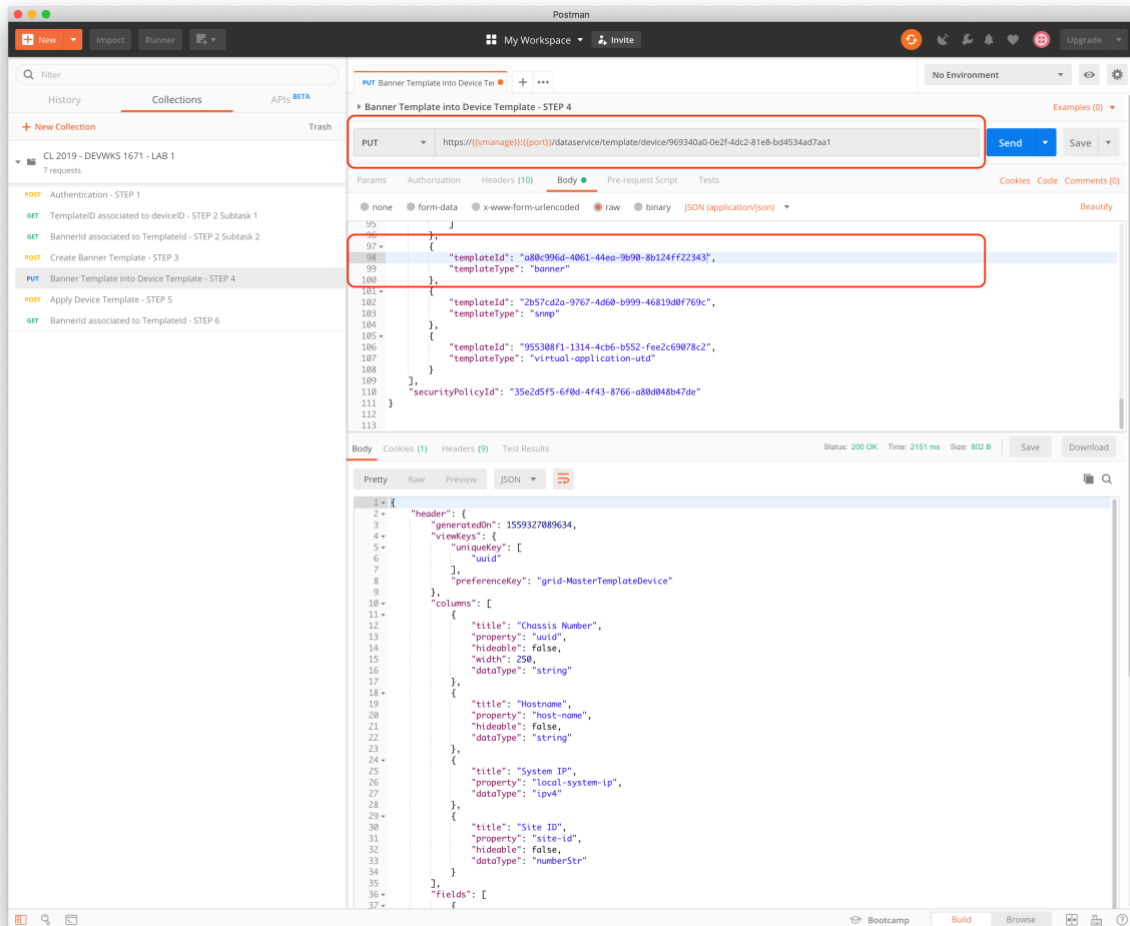 Postman
New
Import
Runner
My Workspace
Invite
Upgrade
Filter
History
Collections
APIs BETA
+ New Collection
Trash
CL 2019 - DEVWKS 1671 - LAB 1
7 requests
POST Authentication - STEP 1
GET TemplateID associated to deviceID - STEP 2 Subtask 1
GET BannerId associated to TemplateId - STEP 2 Subtask 2
POST Create Banner Template - STEP 3
PUT Banner Template into Device Template - STEP 4
POST Apply Device Template - STEP 5
GET BannerId associated to TemplateId - STEP 6
PUT Banner Template into Device Te
No Environment
Banner Template into Device Template - STEP 4
Examples (0)
PUT
https://{{vmanage}}:{{port}}/dataservice/template/device/969340a0-0e2f-4dc2-81e8-bd4534ad7aa1
Send
Save
Params Authorization Headers (10) Body Pre-request Script Tests
Cookies Code Comments (0)
none form-data x-www-form-urlencoded raw binary JSON (application/json)
Beautify
95 ]
96 },
97 {
98 "templateId": "a80c996d-4061-44ea-9b90-8b124ff22343",
99 "templateType": "banner"
100 },
101 {
102 "templateId": "2b57cd2a-9767-4d60-b999-46819d0f769c",
103 "templateType": "snmp"
104 },
105 {
106 "templateId": "955308f1-1314-4cb6-b552-fee2c69078c2",
107 "templateType": "virtual-application-utd"
108 }
109 ],
110 "securityPolicyId": "35e2d5f5-6f0d-4f43-8766-a80d048b47de"
111 }
112
113
Body Cookies (1) Headers (9) Test Results
Status: 200 OK Time: 2151 ms Size: 802 B
Save
Download
Pretty Raw Preview JSON
1 {
2 "header": {
3 "generatedOn": 1559327089634,
4 "viewKeys": {
5 "uniqueKey": [
6 "uuid"
7 ],
8 "preferenceKey": "grid-MasterTemplateDevice"
9 },
10 "columns": [
11 {
12 "title": "Chassis Number",
13 "property": "uuid",
14 "hideable": false,
15 "width": 250,
16 "dataType": "string"
17 },
18 {
19 "title": "Hostname",
20 "property": "host-name",
21 "hideable": false,
22 "dataType": "string"
23 },
24 {
25 "title": "System IP",
26 "property": "local-system-ip",
27 "dataType": "ipv4"
28 },
29 {
30 "title": "Site ID",
31 "property": "site-id",
32 "hideable": false,
33 "dataType": "numberStr"
34 }
35 ],
36 "fields": [
37 {
Bootcamp
Build
Browse